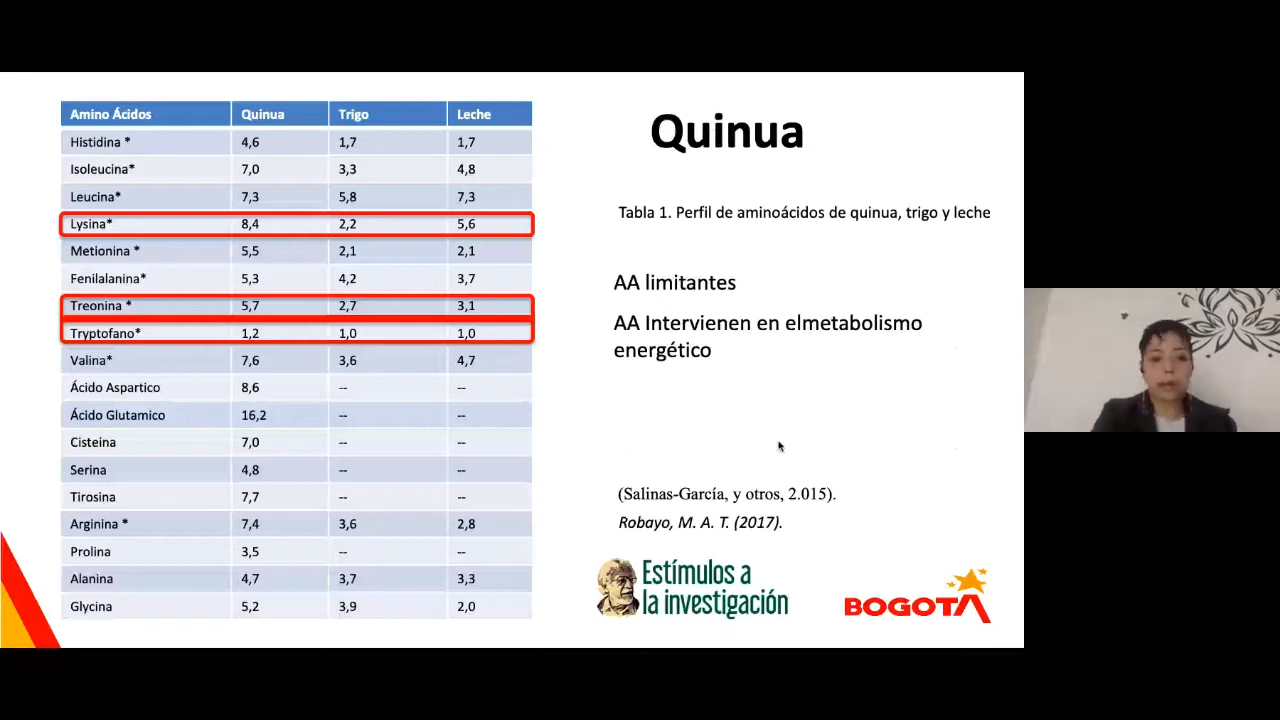 Amino Ácidos Quinua Trigo Leche
Histidina * 4,6 1,7 1,7
Isoleucina* 7,0 3,3 4,8
Leucina* 7,3 5,8 7,3
Lysina* 8,4 2,2 5,6
Metionina * 5,5 2,1 2,1
Fenilalanina* 5,3 4,2 3,7
Treonina * 5,7 2,7 3,1
Tryptofano* 1,2 1,0 1,0
Valina* 7,6 3,6 4,7
Ácido Aspartico 8,6 -- --
Ácido Glutamico 16,2 -- --
Cisteina 7,0 -- --
Serina 4,8 -- --
Tirosina 7,7 -- --
Arginina * 7,4 3,6 2,8
Prolina 3,5 -- --
Alanina 4,7 3,7 3,3
Glycina 5,2 3,9 2,0
Quinua
Tabla 1. Perfil de aminoácidos de quinua, trigo y leche
AA limitantes
AA Intervienen en elmetabolismo
energético
(Salinas-García, y otros, 2.015).
Robayo, M. A. T. (2017).
Estímulos a
la investigación
BOGOTA